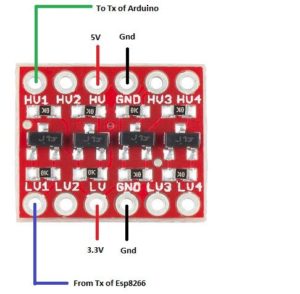 To Tx of Arduino
5V
Gnd
HV1 HV2 HV GND HV3 HV4
LV1 LV2 LV GND LV3 LV4
3.3V
Gnd
From Tx of Esp8266